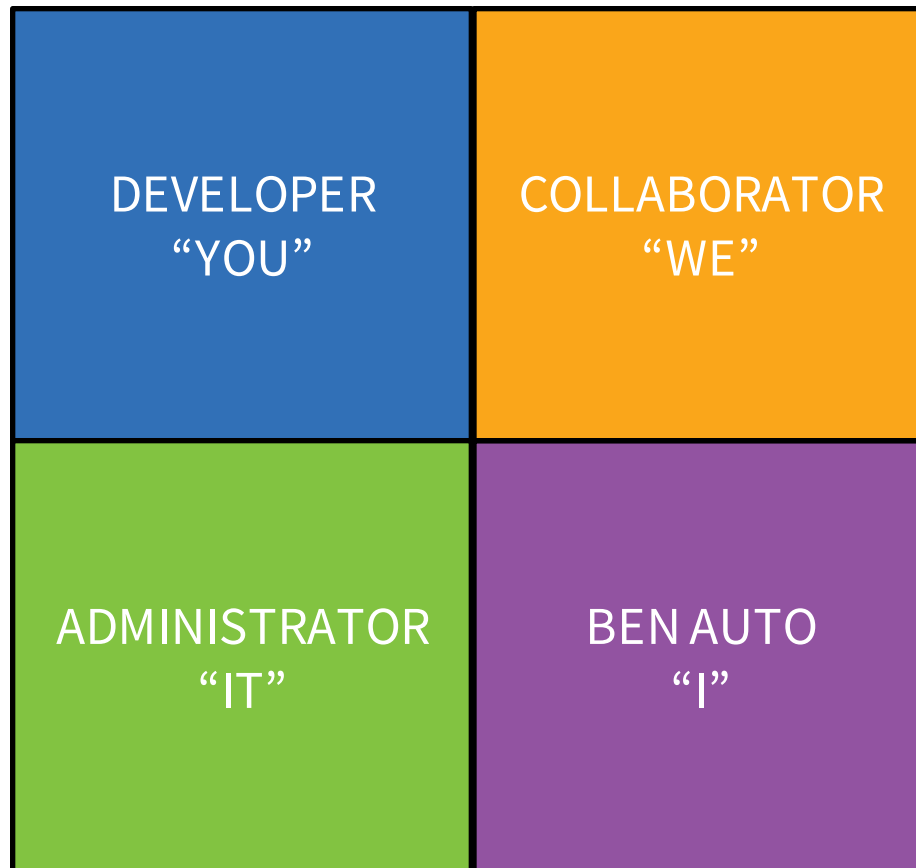 DEVELOPER
“YOU”
COLLABORATOR
“WE”
ADMINISTRATOR
“IT”
BEN AUTO
“I”